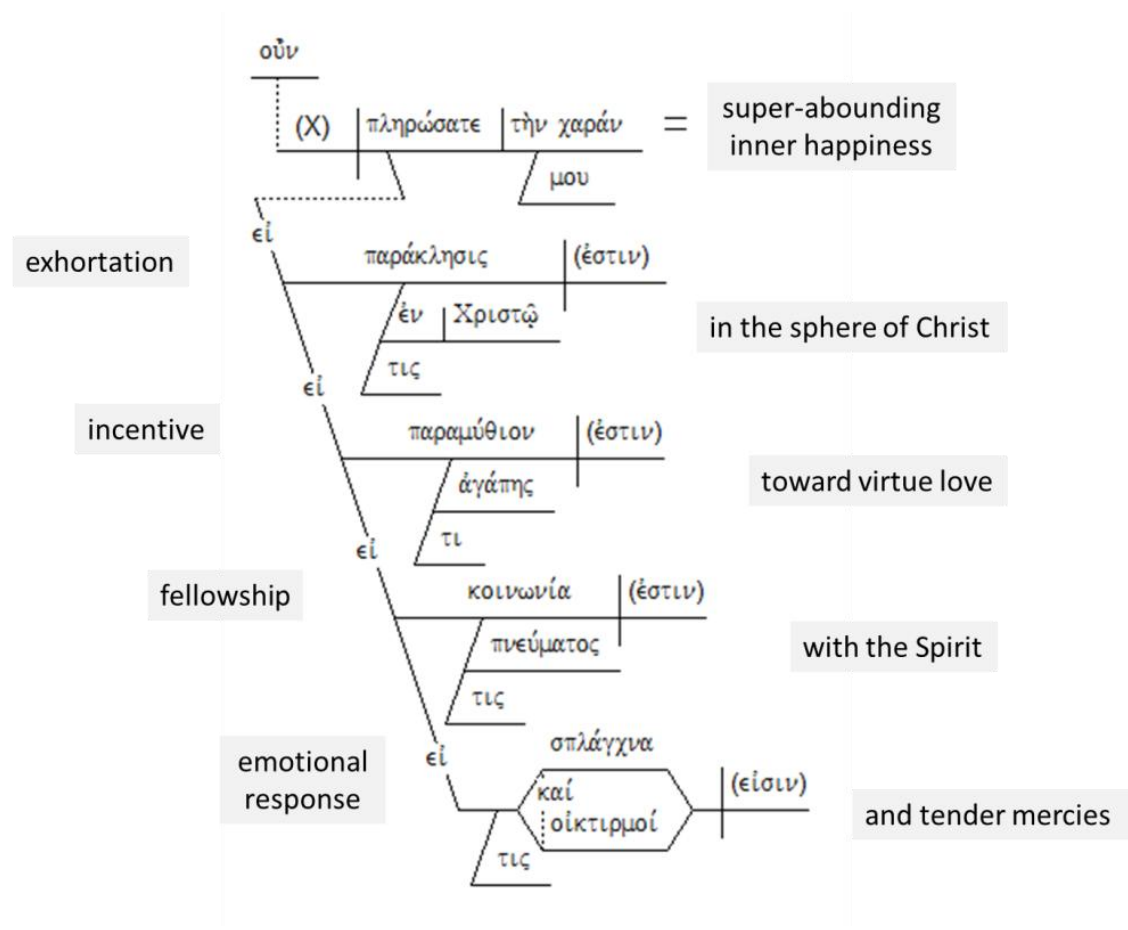 οὖν
(X) πληρώσατε τὴν χαράν = super-abounding
inner happiness
μου
εἰ
exhortation παράκλησις (ἐστιν)
ἐν Χριστῷ in the sphere of Christ
τις
εἰ
incentive παραμύθιον (ἐστιν)
ἀγάπης toward virtue love
τι
εἰ
fellowship κοινωνία (ἐστιν)
πνεύματος with the Spirit
τις
εἰ
emotional
response
σπλάγχνα
καί (εἰσιν)
οἰκτιρμοί and tender mercies
τις